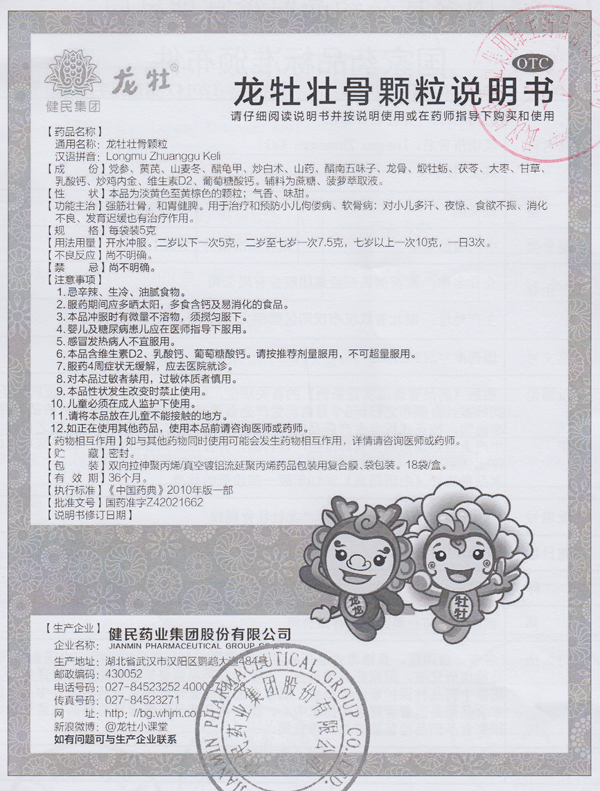 健民集团
龙牡®
OTC
龙牡壮骨颗粒说明书
请仔细阅读说明书并按说明使用或在药师指导下购买和使用
【药品名称】
通用名称：龙牡壮骨颗粒
汉语拼音：Longmu Zhuanggu Keli
【成　　份】党参、黄芪、山麦冬、醋龟甲、炒白术、山药、醋南五味子、龙骨、煅牡蛎、茯苓、大枣、甘草、
乳酸钙、炒鸡内金、维生素D2、葡萄糖酸钙。辅料为蔗糖、菠萝萃取液。
【性　　状】本品为淡黄色至黄棕色的颗粒；气香、味甜。
【功能主治】强筋壮骨，和胃健脾。用于治疗和预防小儿佝偻病、软骨病；对小儿多汗、夜惊、食欲不振、消化
不良、发育迟缓也有治疗作用。
【规　　格】每袋装5克
【用法用量】开水冲服。二岁以下一次5克，二岁至七岁一次7.5克，七岁以上一次10克，一日3次。
【不良反应】尚不明确。
【禁　　忌】尚不明确。
【注意事项】
1.忌辛辣、生冷、油腻食物。
2.服药期间应多晒太阳，多食含钙及易消化的食品。
3.本品冲服时有微量不溶物，须搅匀服下。
4.婴儿及糖尿病患儿应在医师指导下服用。
5.感冒发热病人不宜服用。
6.本品含维生素D2、乳酸钙、葡萄糖酸钙。请按推荐剂量服用，不可超量服用。
7.服药4周症状无缓解，应去医院就诊。
8.对本品过敏者禁用，过敏体质者慎用。
9.本品性状发生改变时禁止使用。
10.儿童必须在成人监护下使用。
11.请将本品放在儿童不能接触的地方。
12.如正在使用其他药品，使用本品前请咨询医师或药师。
【药物相互作用】如与其他药物同时使用可能会发生药物相互作用，详情请咨询医师或药师。
【贮　　藏】密封。
【包　　装】双向拉伸聚丙烯/真空镀铝流延聚丙烯药品包装用复合膜、袋包装。18袋/盒。
【有 效 期】36个月。
【执行标准】《中国药典》2010年版一部
【批准文号】国药准字Z42021662
【说明书修订日期】
龙龙
牡牡
【生产企业】
企业名称：健民药业集团股份有限公司
JIANMIN PHARMACEUTICAL GROUP CO.,LTD
生产地址：湖北省武汉市汉阳区鹦鹉大道484号
邮政编码：430052
电话号码：027-84523252
传真号码：027-84523271
网　　址：http://bg.whjm.co
新浪微博：@龙牡小课堂
如有问题可与生产企业联系
JIANMIN PHARMACEUTICAL GROUP CO.,LTD.
健民药业集团股份有限公司